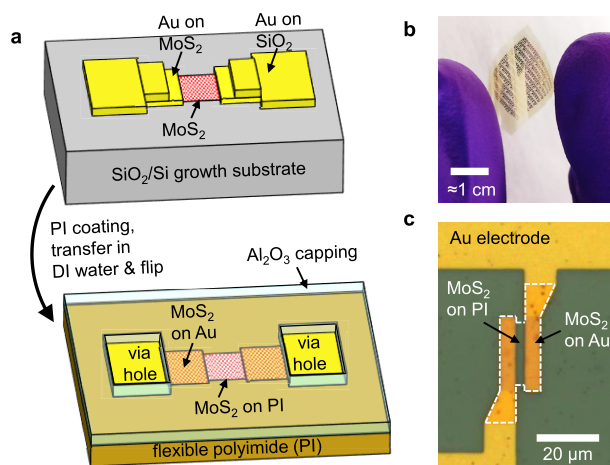 a
Au on
MoS2
Au on
SiO2
MoS2
SiO2/Si growth substrate
PI coating,
transfer in
DI water & flip
Al2O3 capping
MoS2
on Au
via
hole
via
hole
MoS2 on PI
flexible polyimide (PI)
b
≈1 cm
c
Au electrode
MoS2
on PI
MoS2
on Au
20 μm